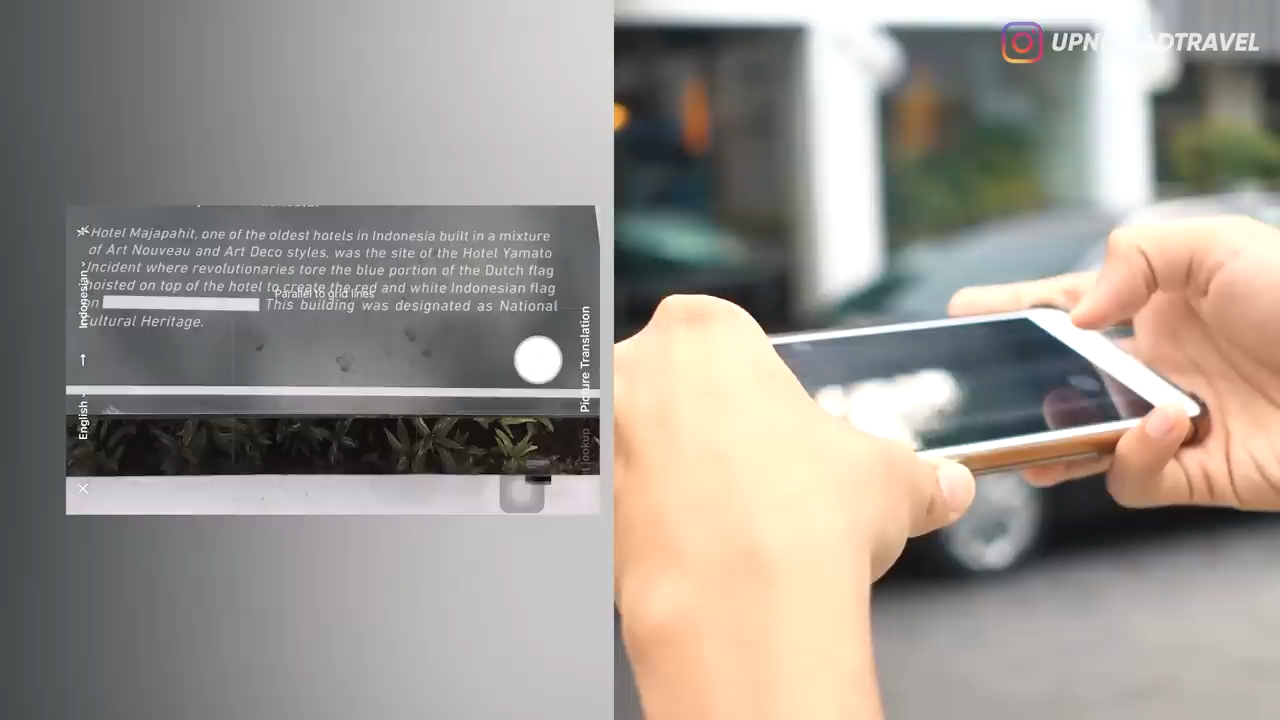 Hotel Majapahit, one of the oldest hotels in Indonesia built in a mixture
of Art Nouveau and Art Deco styles, was the site of the Hotel Yamato
Incident where revolutionaries tore the blue portion of the Dutch flag
hoisted on top of the hotel to create the red and white Indonesian flag
Parallel to grid lines
This building was designated as National
Cultural Heritage.
Indonesian
→
English
Picture Translation
lookup
UPN TRAVEL